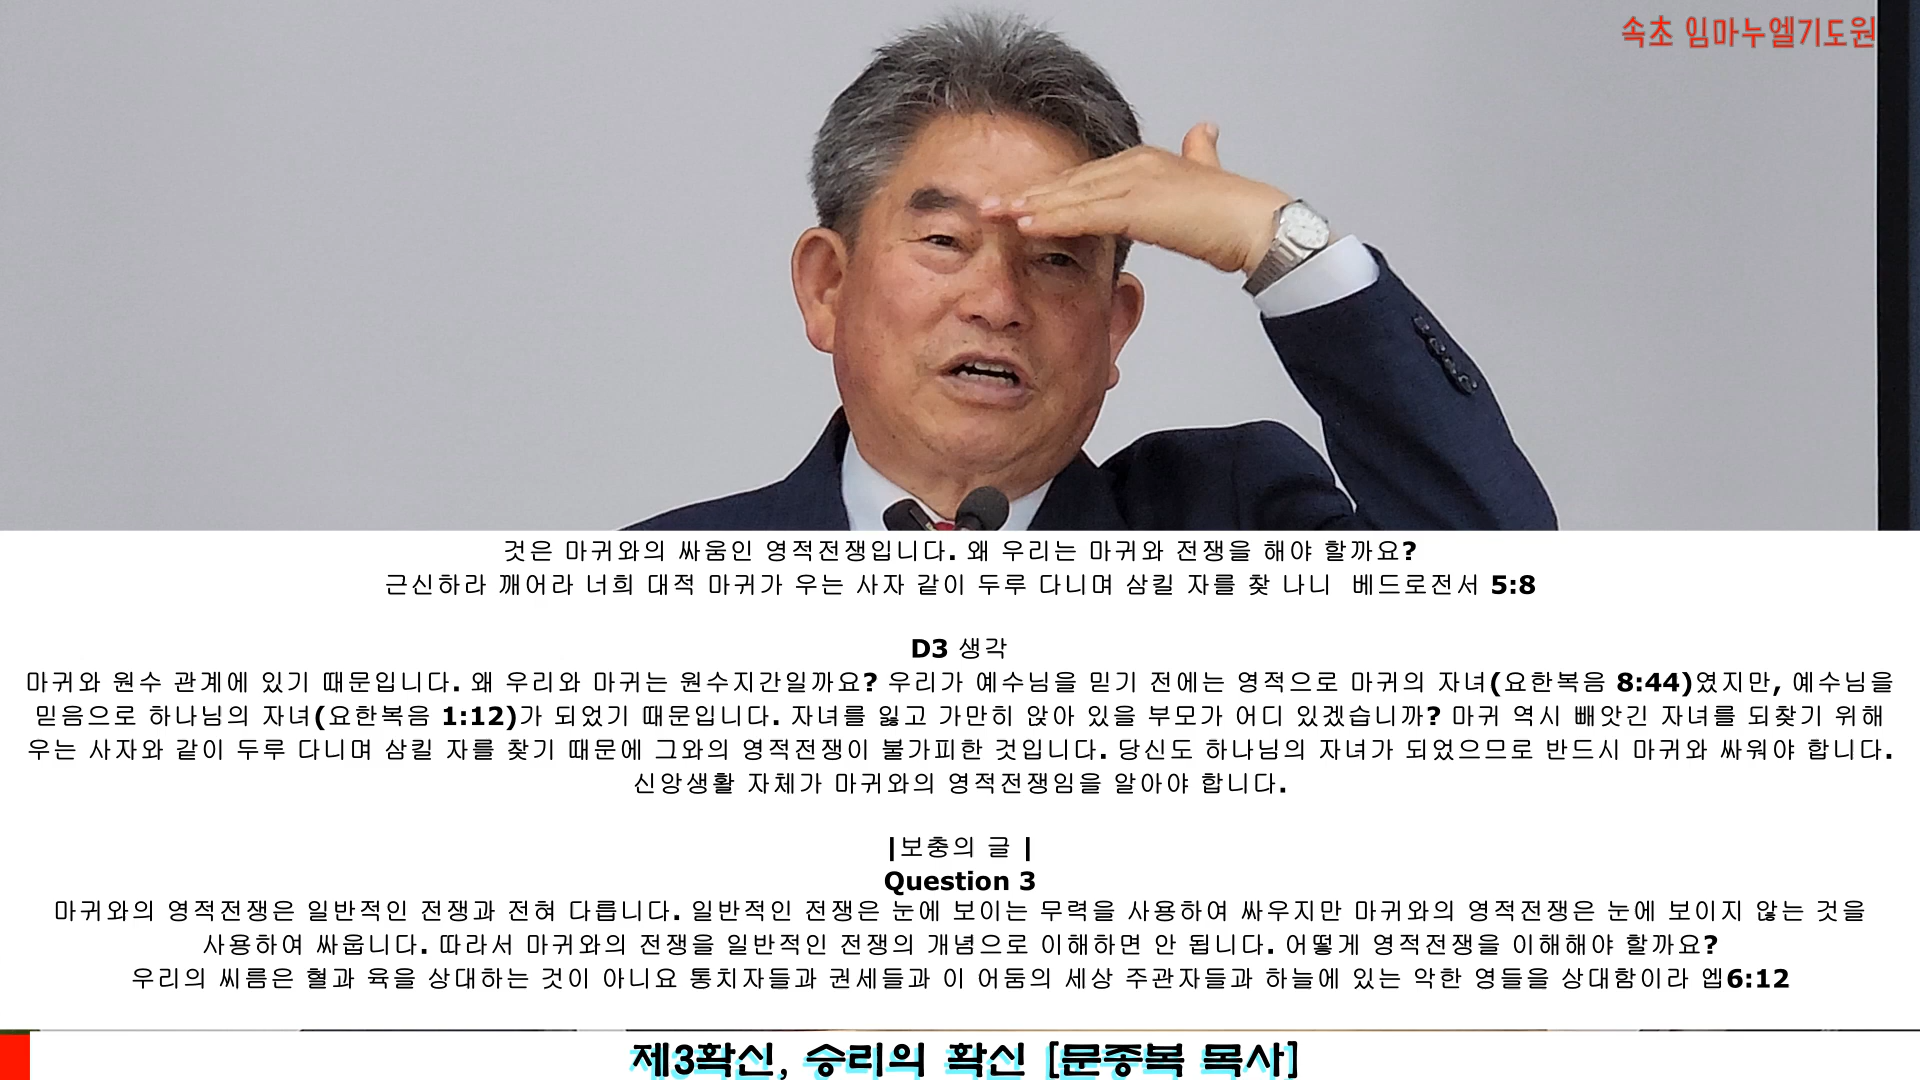 속초 임마누엘기도원
것은 마귀와의 싸움인 영적전쟁입니다. 왜 우리는 마귀와 전쟁을 해야 할까요?
근신하라 깨어라 너희 대적 마귀가 우는 사자 같이 두루 다니며 삼킬 자를 찾 나니  베드로전서 5:8
D3 생각
마귀와 원수 관계에 있기 때문입니다. 왜 우리와 마귀는 원수지간일까요? 우리가 예수님을 믿기 전에는 영적으로 마귀의 자녀(요한복음 8:44)였지만, 예수님을
믿음으로 하나님의 자녀(요한복음 1:12)가 되었기 때문입니다. 자녀를 잃고 가만히 앉아 있을 부모가 어디 있겠습니까? 마귀 역시 빼앗긴 자녀를 되찾기 위해
우는 사자와 같이 두루 다니며 삼킬 자를 찾기 때문에 그와의 영적전쟁이 불가피한 것입니다. 당신도 하나님의 자녀가 되었으므로 반드시 마귀와 싸워야 합니다.
신앙생활 자체가 마귀와의 영적전쟁임을 알아야 합니다.
|보충의 글 |
Question 3
마귀와의 영적전쟁은 일반적인 전쟁과 전혀 다릅니다. 일반적인 전쟁은 눈에 보이는 무력을 사용하여 싸우지만 마귀와의 영적전쟁은 눈에 보이지 않는 것을
사용하여 싸웁니다. 따라서 마귀와의 전쟁을 일반적인 전쟁의 개념으로 이해하면 안 됩니다. 어떻게 영적전쟁을 이해해야 할까요?
우리의 씨름은 혈과 육을 상대하는 것이 아니요 통치자들과 권세들과 이 어둠의 세상 주관자들과 하늘에 있는 악한 영들을 상대함이라 엡6:12
제3확신, 승리의 확신 [문종복 목사]